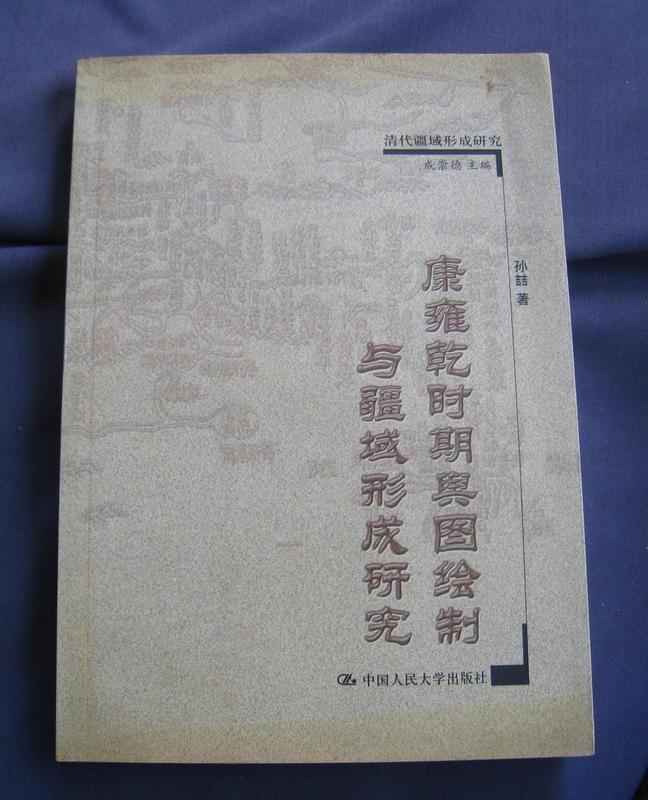 清代疆域形成研究
成崇德 主编
孙喆 著
康雍乾时期舆图绘制
与疆域形成研究
中国人民大学出版社